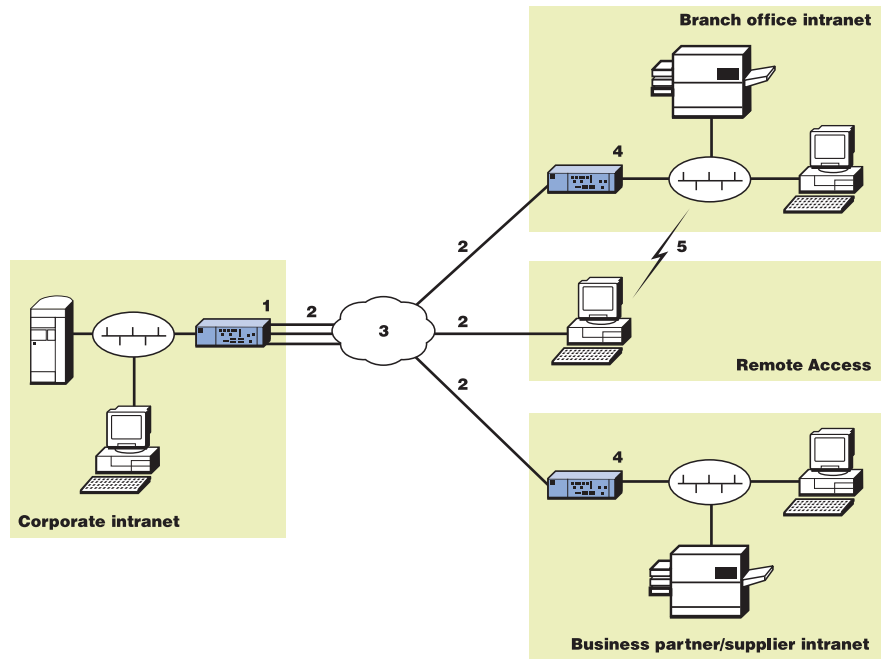 Branch office intranet
4
2
5
1
2
3
2
Remote Access
2
4
Corporate intranet
Business partner/supplier intranet